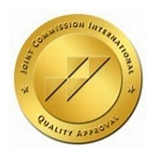 JOINT COMMISSION INTERNATIONAL
QUALITY APPROVAL